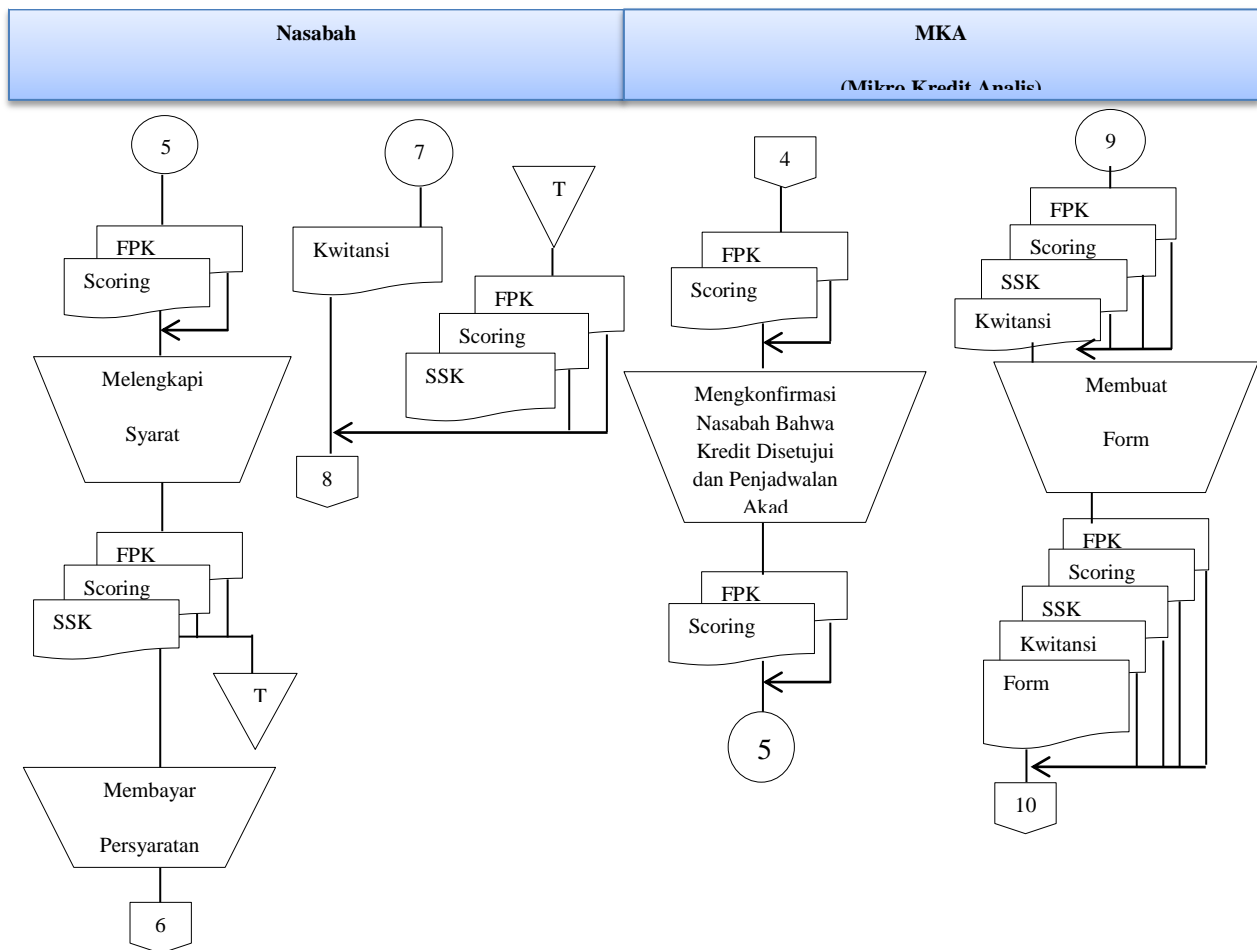 Nasabah
MKA
(Mikro Kredit Analis)
5
FPK
Scoring
Melengkapi
Syarat
FPK
Scoring
SSK
T
Membayar
Persyaratan
6
7
Kwitansi
T
FPK
Scoring
SSK
8
4
FPK
Scoring
Mengkonfirmasi
Nasabah Bahwa
Kredit Disetujui
dan Penjadwalan
Akad
FPK
Scoring
5
9
FPK
Scoring
SSK
Kwitansi
Membuat
Form
FPK
Scoring
SSK
Kwitansi
Form
10